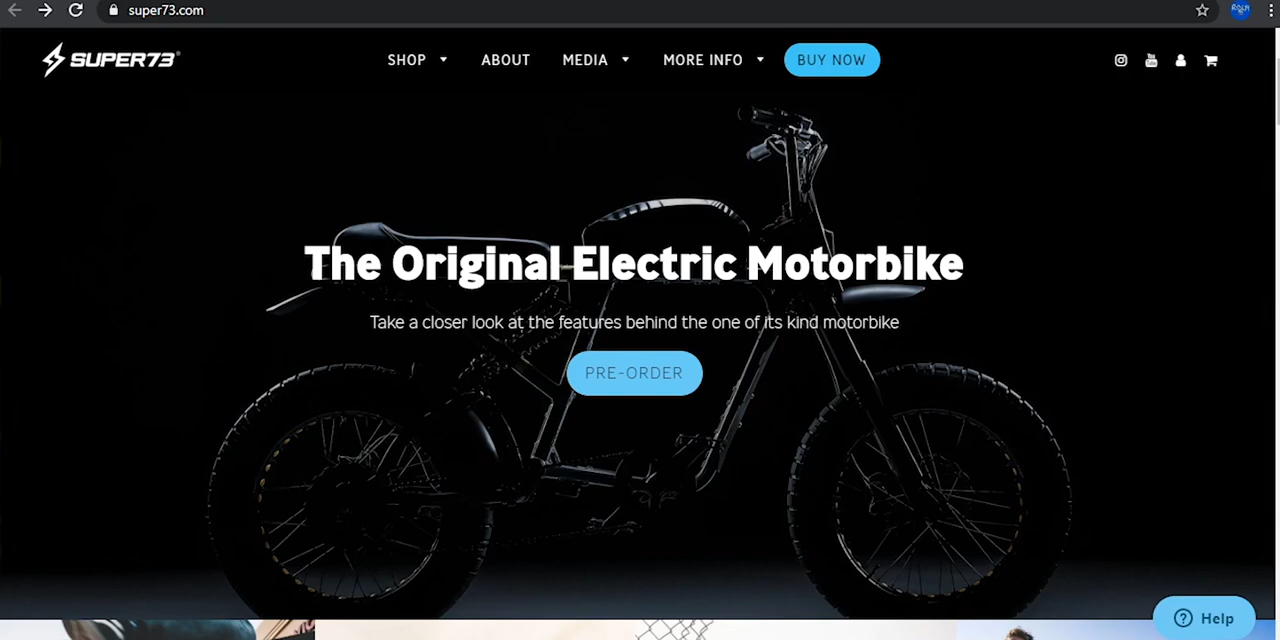 super73.com
SUPER73
SHOP
ABOUT
MEDIA
MORE INFO
BUY NOW
The Original Electric Motorbike
Take a closer look at the features behind the one of its kind motorbike
PRE-ORDER
Help